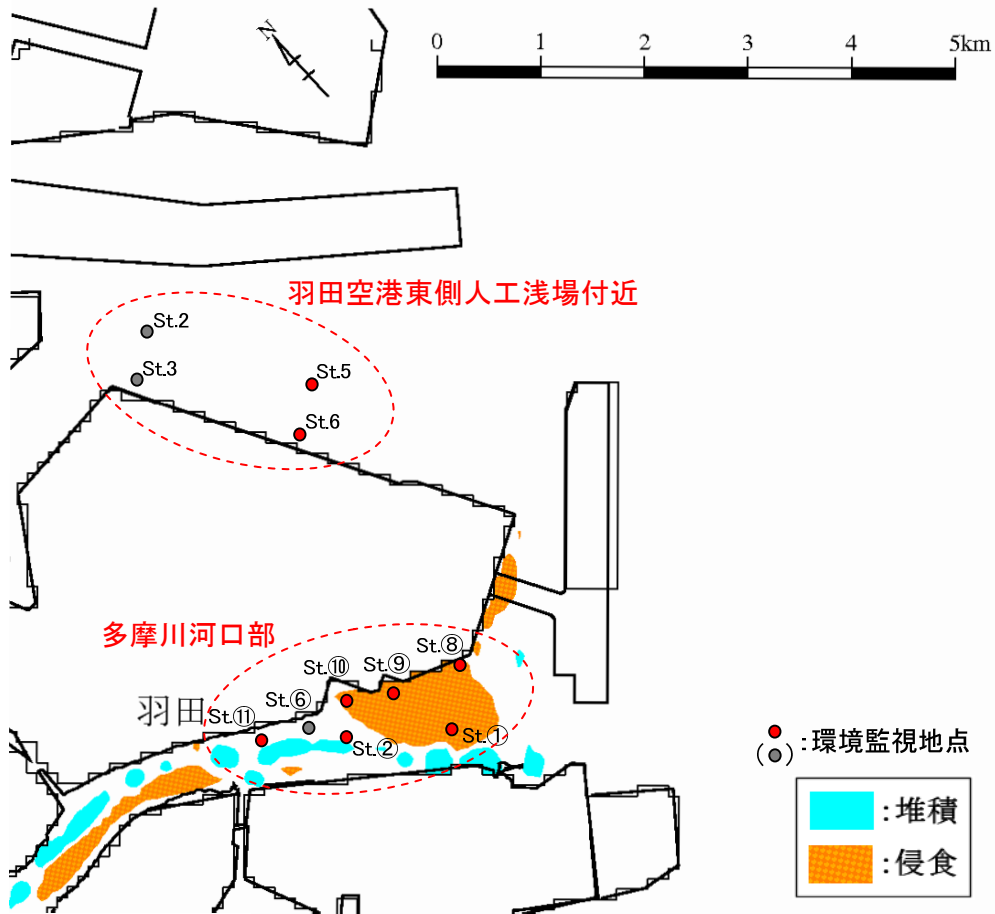 N
0 1 2 3 4 5km
羽田空港東側人工浅場付近
St.2
St.3
St.5
St.6
多摩川河口部
St.⑧
St.⑨
St.⑩
St.⑥
羽田
St.⑪
St.①
St.②
( ):環境監視地点
:堆積
:侵食